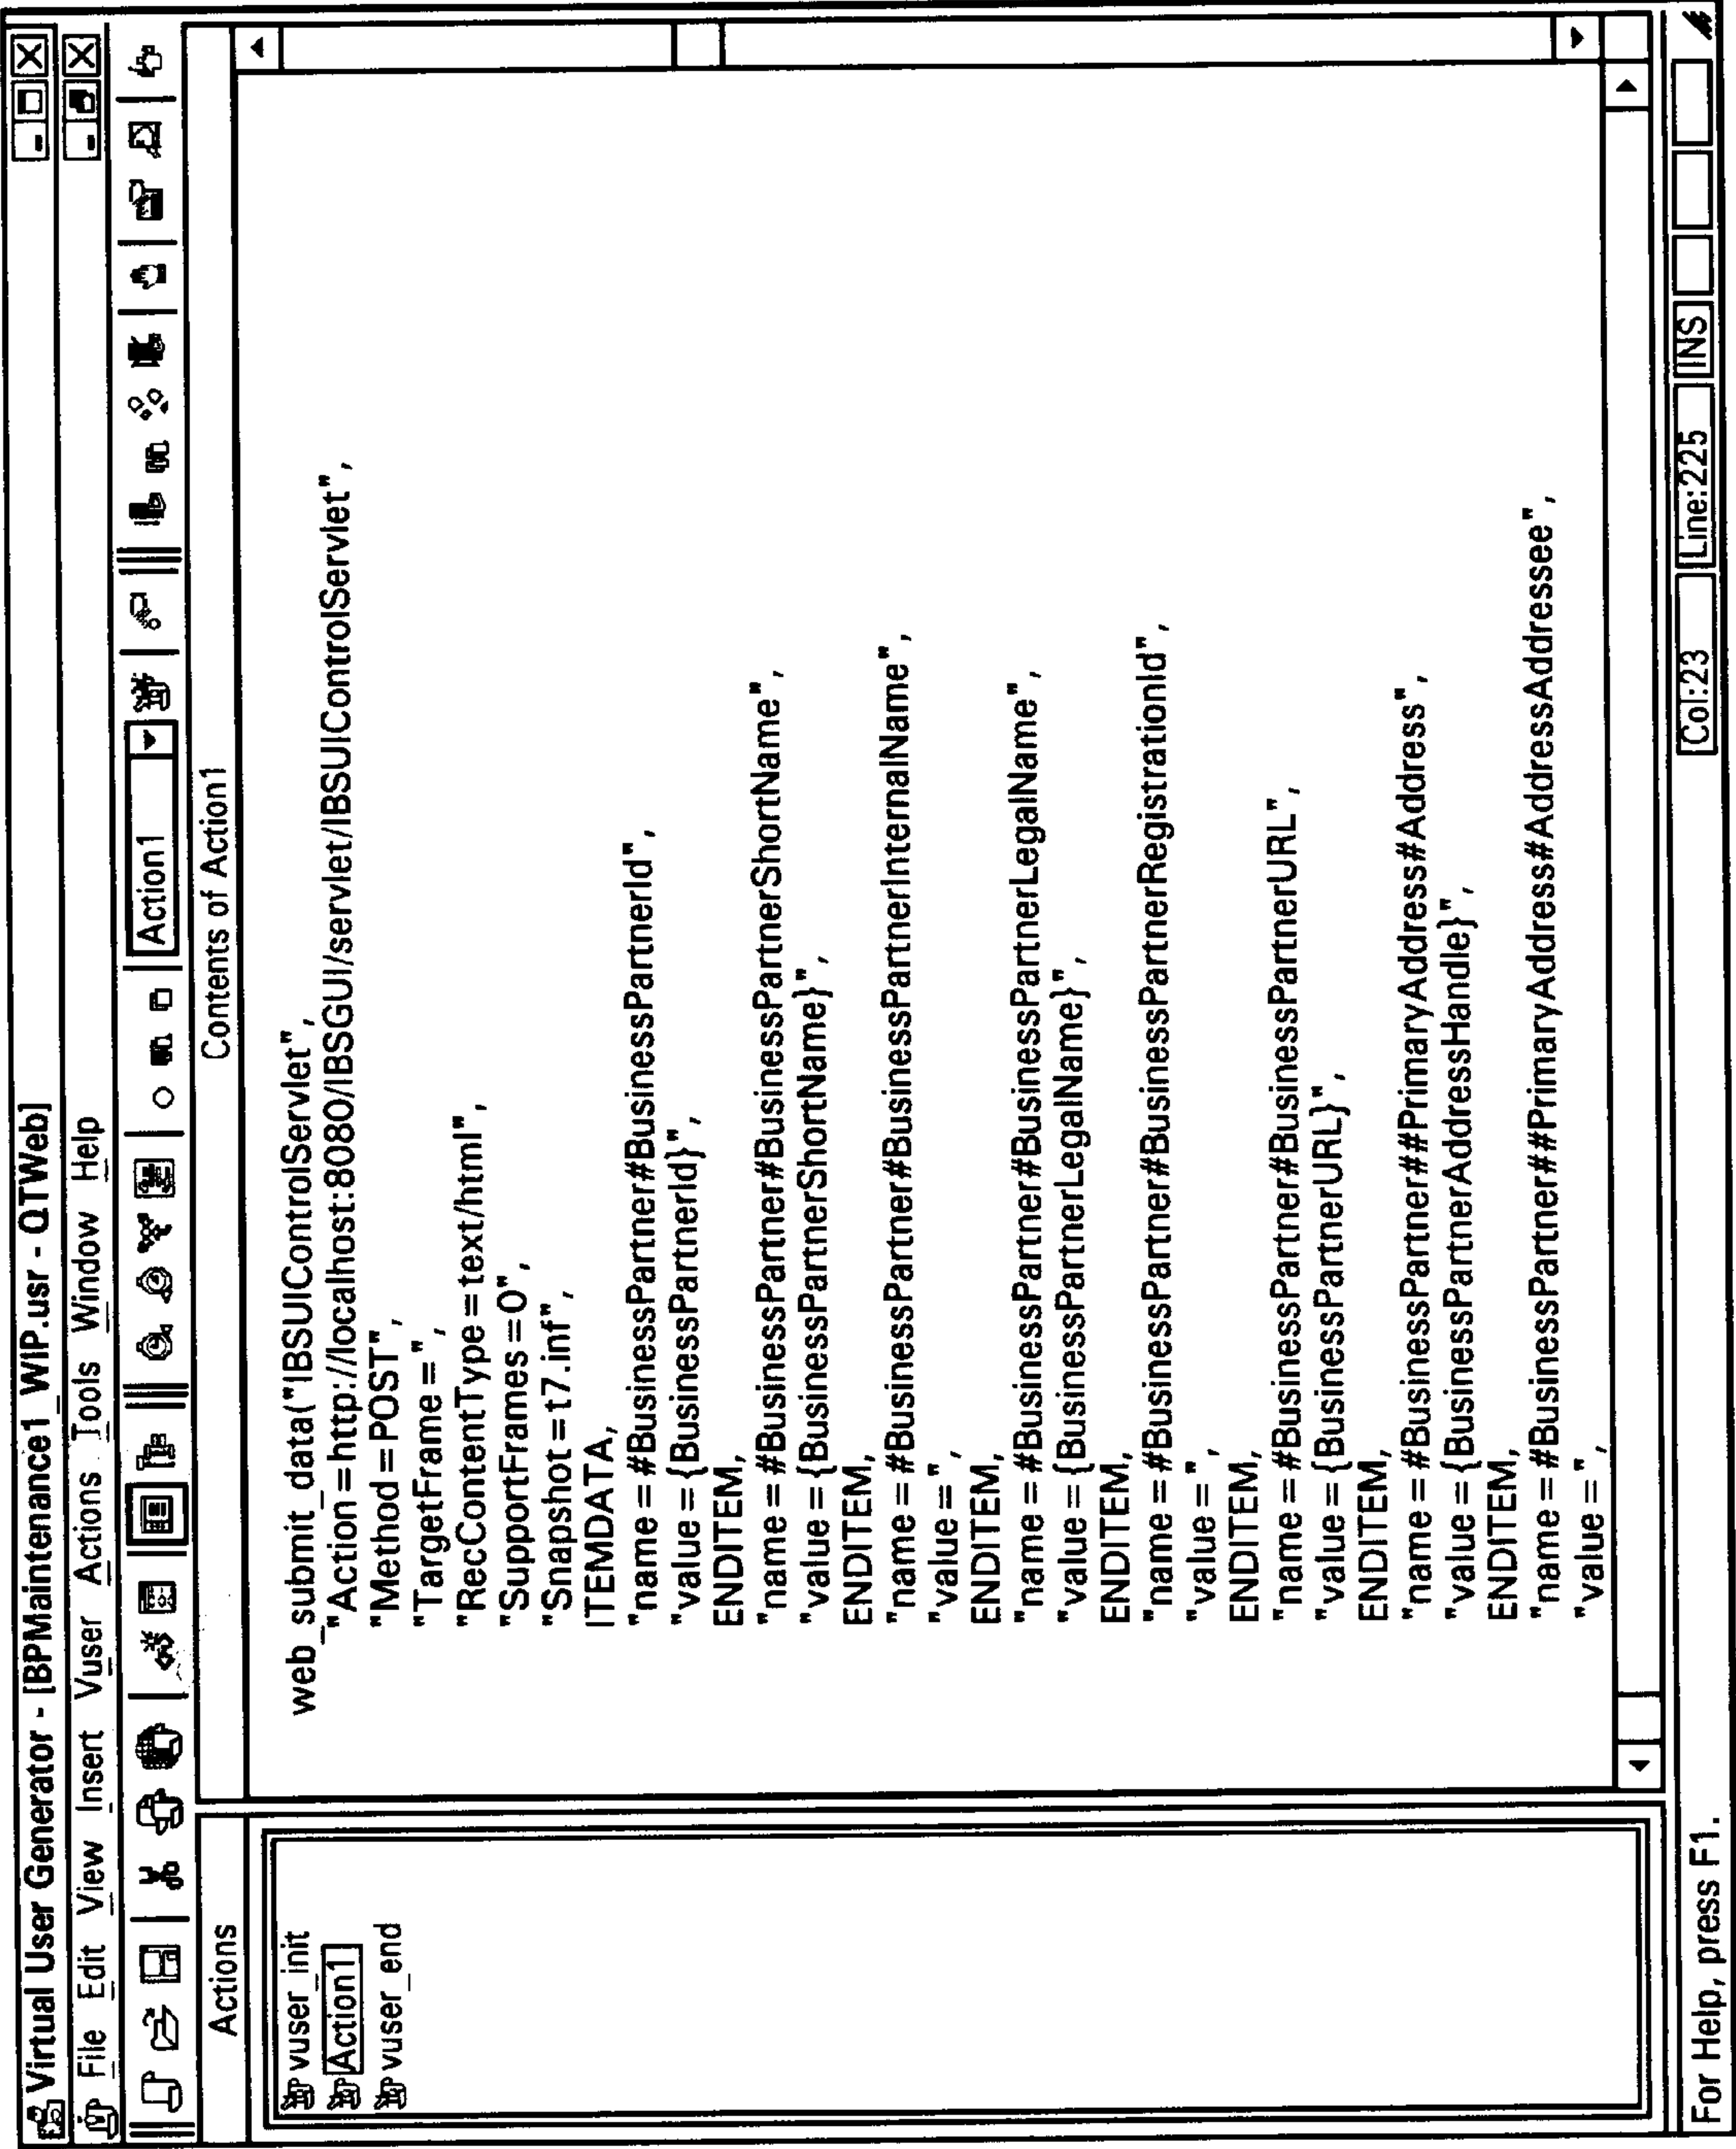 Virtual User Generator - [BPMaintenance1_WIP.usr - QTWeb]
File Edit View Insert Vuser Actions Tools Window Help
Action1
Actions
Contents of Action1
vuser_init
Action1
vuser_end
web_submit_data("IBSUIControlServlet",
"Action=http://localhost:8080/IBSGUI/servlet/IBSUIControlServlet",
"Method=POST",
"TargetFrame=",
"RecContentType=text/html",
"SupportFrames=0",
"Snapshot=t7.inf",
ITEMDATA,
"name=#BusinessPartner#BusinessPartnerId",
"value={BusinessPartnerId}",
ENDITEM,
"name=#BusinessPartner#BusinessPartnerShortName",
"value={BusinessPartnerShortName}",
ENDITEM,
"name=#BusinessPartner#BusinessPartnerInternalName",
"value=",
ENDITEM,
"name=#BusinessPartner#BusinessPartnerLegalName",
"value={BusinessPartnerLegalName}",
ENDITEM,
"name=#BusinessPartner#BusinessPartnerRegistrationId",
"value=",
ENDITEM,
"name=#BusinessPartner#BusinessPartnerURL",
"value={BusinessPartnerURL}",
ENDITEM,
"name=#BusinessPartner##PrimaryAddress#Address",
"value={BusinessPartnerAddressHandle}",
ENDITEM,
"name=#BusinessPartner##PrimaryAddress#AddressAddressee",
"value=",
For Help, press F1.
Col:23 Line:225 INS